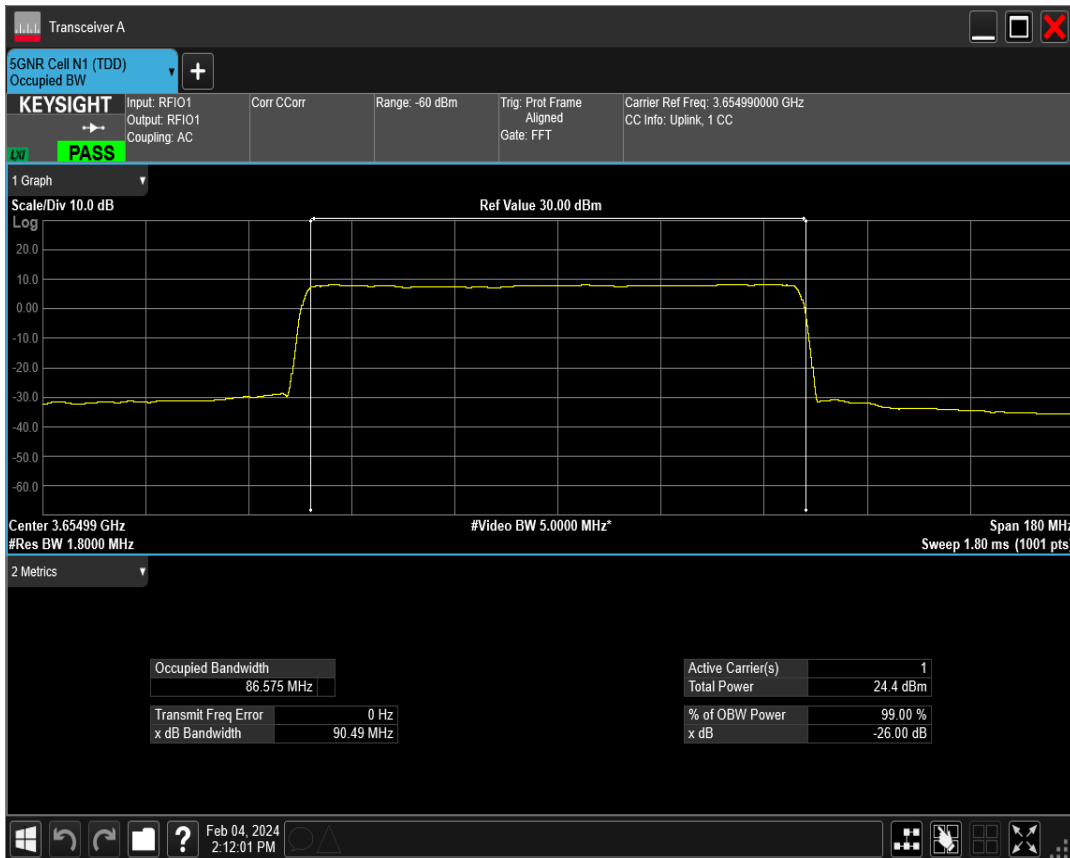 Transceiver A
5GNR Cell N1 (TDD)
Occupied BW
+
KEYSIGHT
LXI
PASS
Input: RFIO1
Output: RFIO1
Coupling: AC
Corr CCorr
Range: -60 dBm
Trig: Prot Frame
Aligned
Gate: FFT
Carrier Ref Freq: 3.654990000 GHz
CC Info: Uplink, 1 CC
1 Graph
Scale/Div 10.0 dB
Ref Value 30.00 dBm
Log
20.0
10.0
0.00
-10.0
-20.0
-30.0
-40.0
-50.0
-60.0
Center 3.65499 GHz
#Video BW 5.0000 MHz*
Span 180 MHz
#Res BW 1.8000 MHz
Sweep 1.80 ms (1001 pts)
2 Metrics
Occupied Bandwidth
86.575 MHz
Transmit Freq Error 0 Hz
x dB Bandwidth 90.49 MHz
Active Carrier(s) 1
Total Power 24.4 dBm
% of OBW Power 99.00 %
x dB -26.00 dB
?
Feb 04, 2024
2:12:01 PM